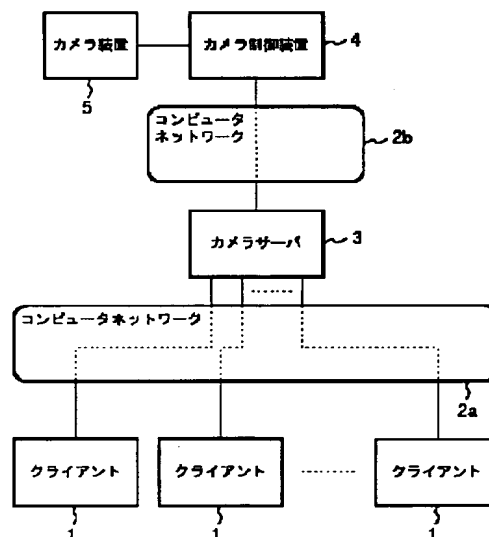 カメラ装置
カメラ制御装置
4
5
コンピュータ
ネットワーク
2b
カメラサーバ
3
コンピュータネットワーク
2a
クライアント
クライアント
クライアント
1
1
1